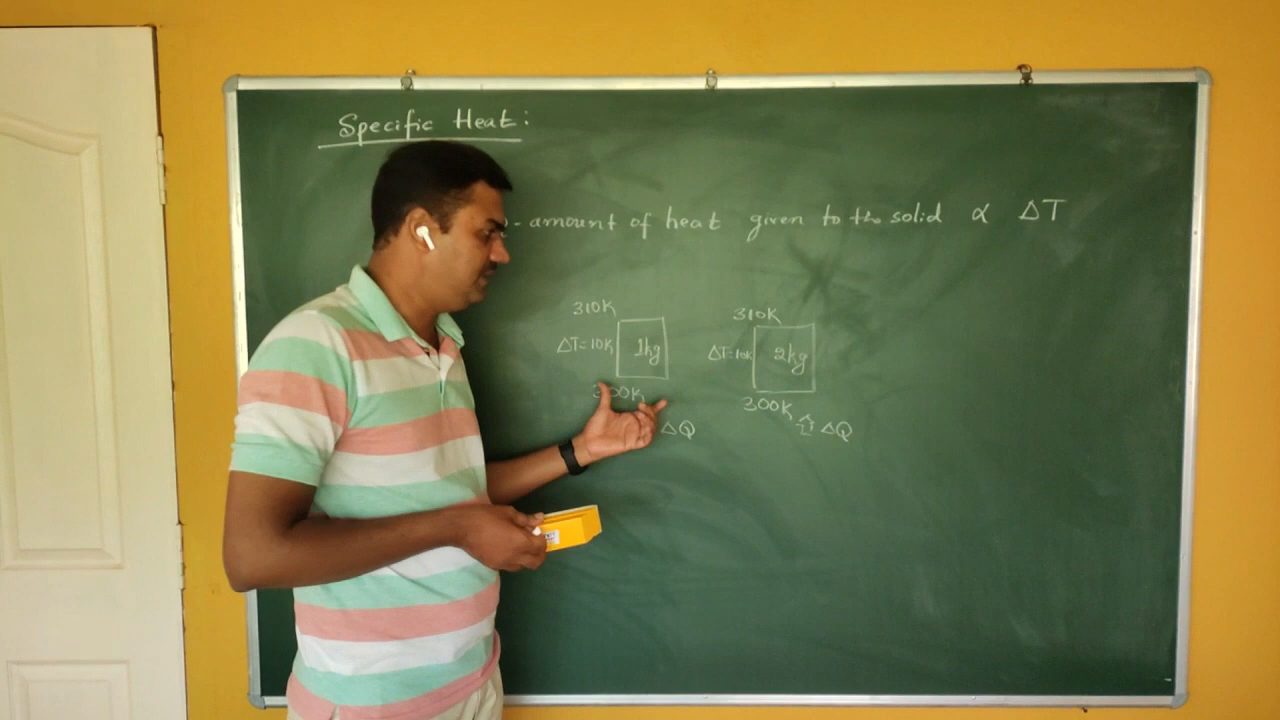 Specific Heat:
- amount of heat given to the solid ∝ ΔT
310K 310K
ΔT=10K 1kg ΔT=10K 2kg
300K 300K
ΔQ ΔQ